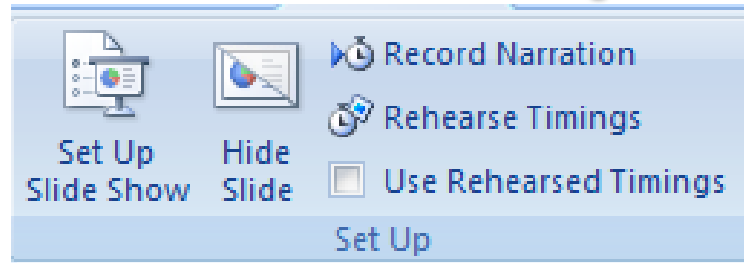 Set Up
Slide Show
Hide
Slide
Record Narration
Rehearse Timings
Use Rehearsed Timings
Set Up